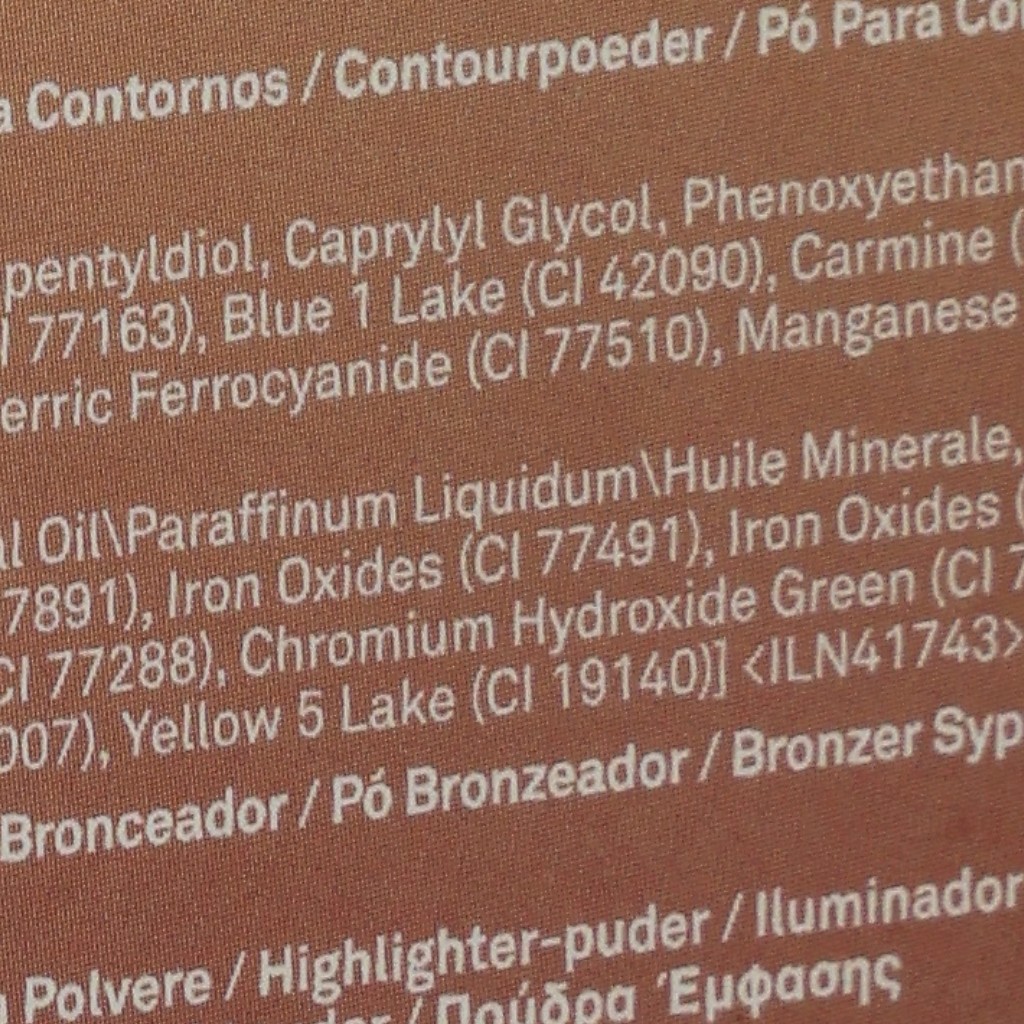 a Contornos / Contourpoeder / Pó Para Co
pentyldiol, Caprylyl Glycol, Phenoxyethan
I 77163), Blue 1 Lake (CI 42090), Carmine (
erric Ferrocyanide (CI 77510), Manganese
al Oil\Paraffinum Liquidum\Huile Minerale,
7891), Iron Oxides (CI 77491), Iron Oxides (
CI 77288), Chromium Hydroxide Green (CI 7
007), Yellow 5 Lake (CI 19140)] <ILN41743>
Bronceador / Pó Bronzeador / Bronzer Syp
Polvere / Highlighter-puder / Iluminador
der / Πούδρα Έμφασης